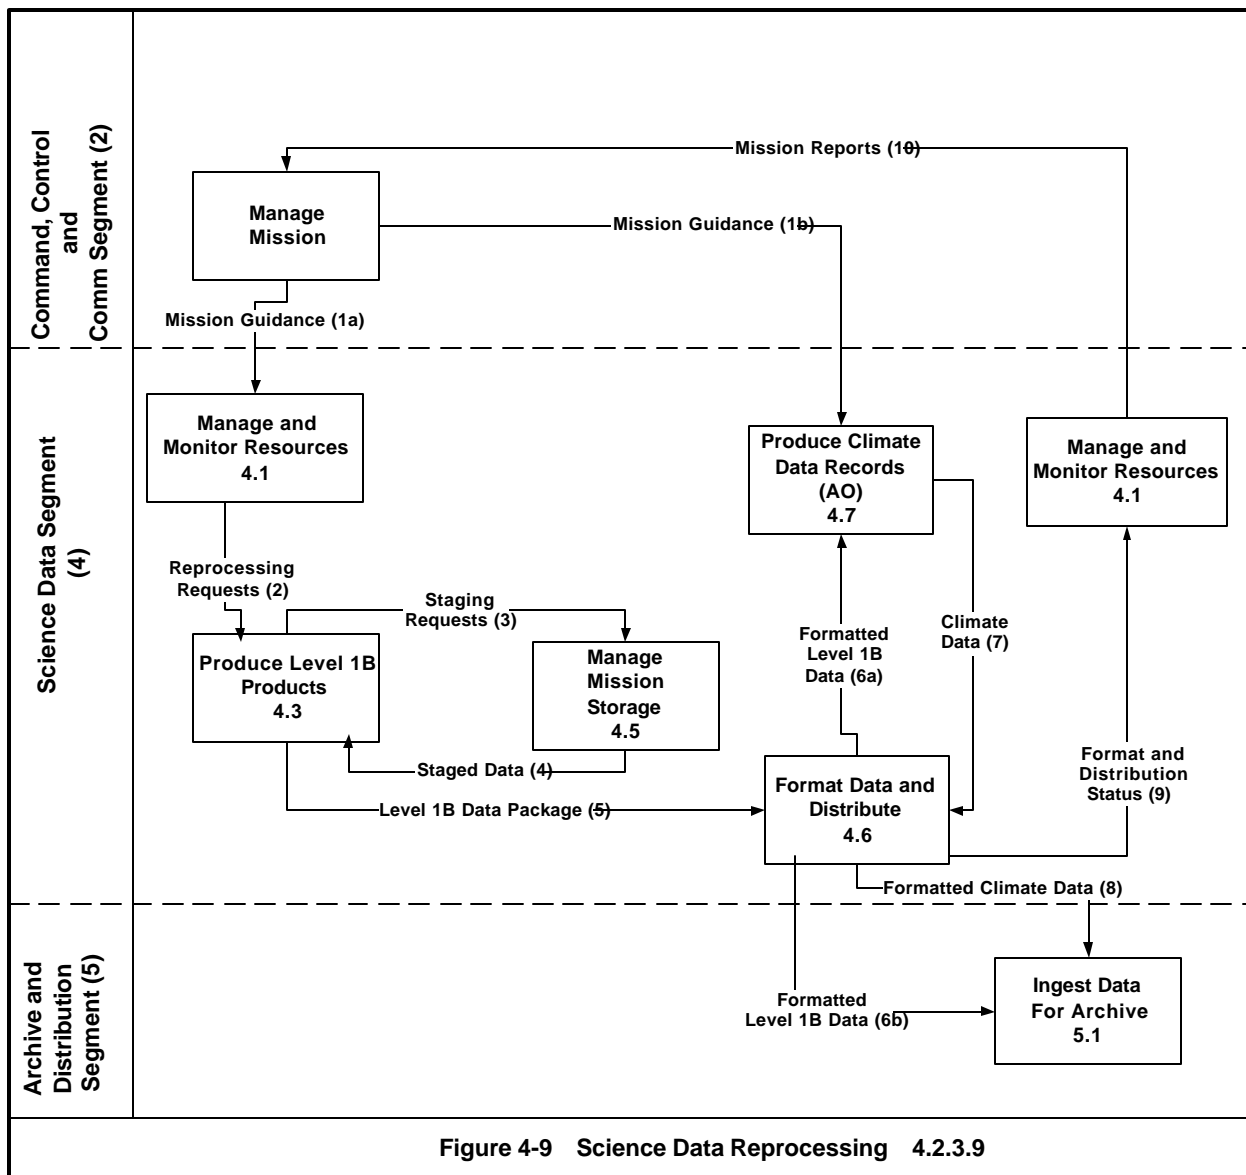 Command, Control
and
Comm Segment (2)
Mission Reports (10)
Manage
Mission
Mission Guidance (1b)
Mission Guidance (1a)
Science Data Segment
(4)
Manage and
Monitor Resources
4.1
Produce Climate
Data Records
(AO)
4.7
Manage and
Monitor Resources
4.1
Reprocessing
Requests (2)
Staging
Requests (3)
Formatted
Level 1B
Data (6a)
Climate
Data (7)
Produce Level 1B
Products
4.3
Manage
Mission
Storage
4.5
Staged Data (4)
Level 1B Data Package (5)
Format Data and
Distribute
4.6
Format and
Distribution
Status (9)
Formatted Climate Data (8)
Archive and
Distribution
Segment (5)
Formatted
Level 1B Data (6b)
Ingest Data
For Archive
5.1
Figure 4-9 Science Data Reprocessing 4.2.3.9